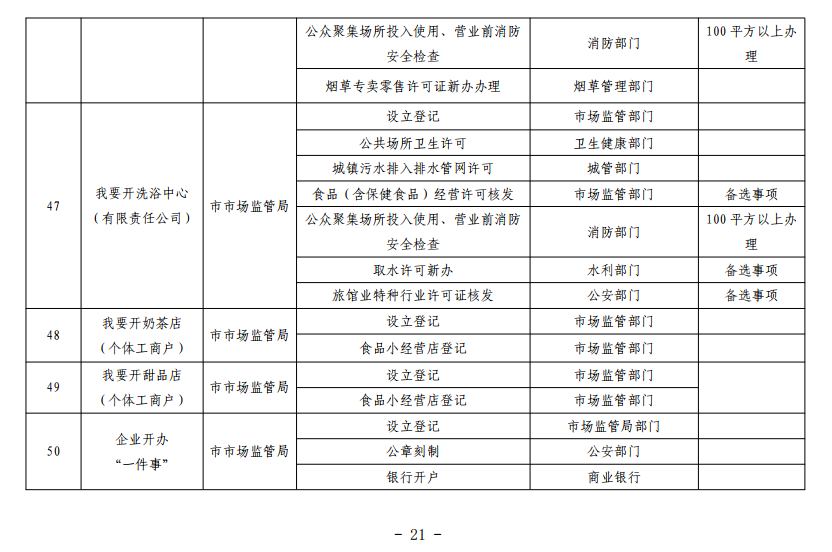 公众聚集场所投入使用、营业前消防
安全检查
消防部门
100 平方以上办
理
烟草专卖零售许可证新办办理
烟草管理部门
47
我要开洗浴中心
（有限责任公司）
市市场监管局
设立登记
市场监管部门
公共场所卫生许可
卫生健康部门
城镇污水排入排水管网许可
城管部门
食品（含保健食品）经营许可核发
市场监管部门
备选事项
公众聚集场所投入使用、营业前消防
安全检查
消防部门
100 平方以上办
理
取水许可新办
水利部门
备选事项
旅馆业特种行业许可证核发
公安部门
备选事项
48
我要开奶茶店
（个体工商户）
市市场监管局
设立登记
市场监管部门
食品小经营店登记
市场监管部门
49
我要开甜品店
（个体工商户）
市市场监管局
设立登记
市场监管部门
食品小经营店登记
市场监管部门
50
企业开办
“一件事”
市市场监管局
设立登记
市场监管局部门
公章刻制
公安部门
银行开户
商业银行
- 21 -